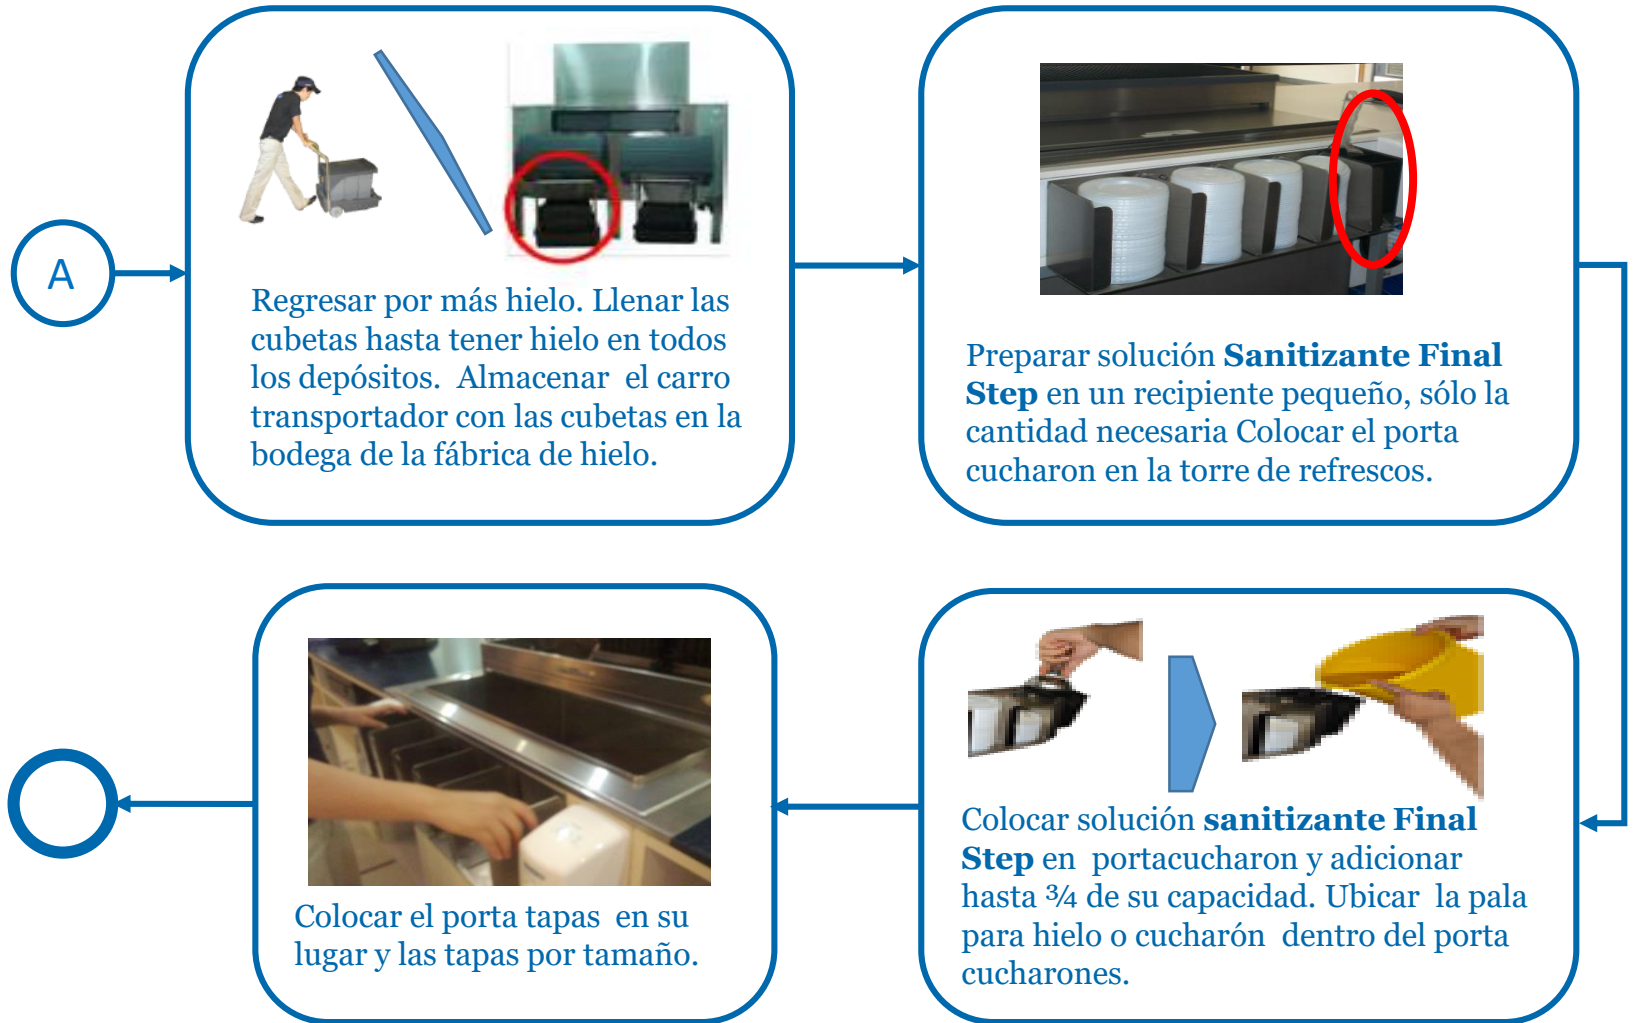 A
Regresar por más hielo. Llenar las
cubetas hasta tener hielo en todos
los depósitos. Almacenar el carro
transportador con las cubetas en la
bodega de la fábrica de hielo.
Preparar solución Sanitizante Final
Step en un recipiente pequeño, sólo la
cantidad necesaria Colocar el porta
cucharon en la torre de refrescos.
Colocar solución sanitizante Final
Step en portacucharon y adicionar
hasta ¾ de su capacidad. Ubicar la pala
para hielo o cucharón dentro del porta
cucharones.
Colocar el porta tapas en su
lugar y las tapas por tamaño.